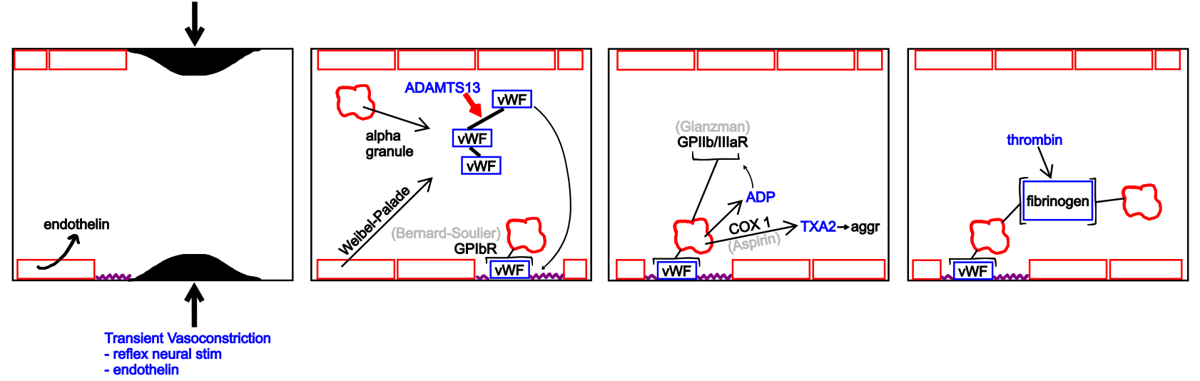 endothelin
Transient Vasoconstriction
- reflex neural stim
- endothelin
ADAMTS13
vWF
vWF
vWF
alpha
granule
Weibel-Palade
(Bernard-Soulier)
GPIbR
vWF
(Glanzman)
GPIIb/IIIaR
ADP
COX 1
(Aspirin)
TXA2
aggr
vWF
thrombin
fibrinogen
vWF